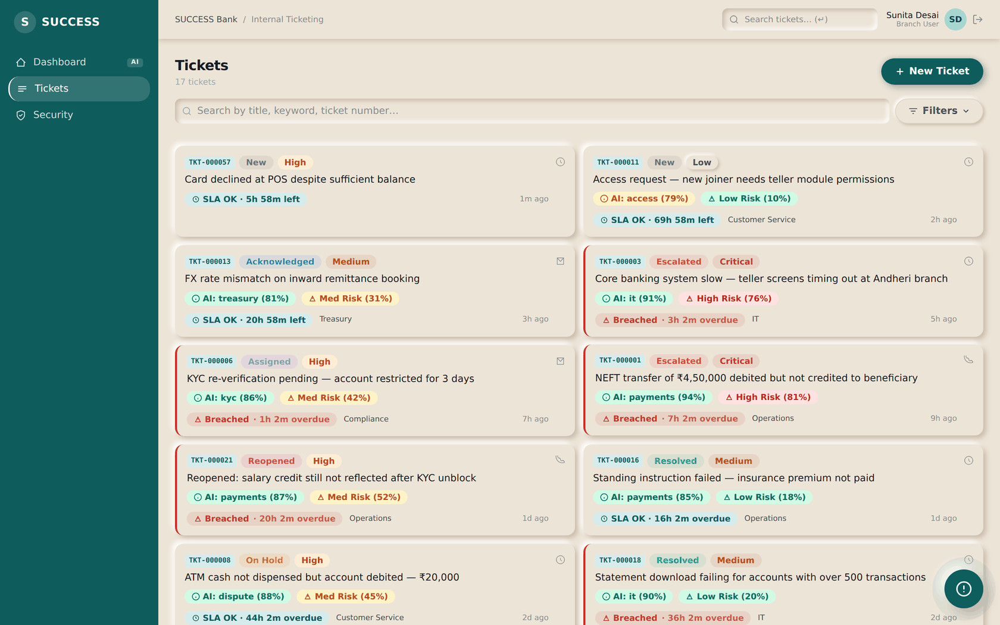 S SUCCESS
SUCCESS Bank / Internal Ticketing
Search tickets... (↵)
Sunita Desai
Branch User
SD
Dashboard AI
Tickets
Security
Tickets
17 tickets
+ New Ticket
Search by title, keyword, ticket number...
Filters
TKT-000057 New High
Card declined at POS despite sufficient balance
SLA OK · 5h 58m left 1m ago
TKT-000011 New Low
Access request — new joiner needs teller module permissions
AI: access (79%) Low Risk (10%)
SLA OK · 69h 58m left Customer Service 2h ago
TKT-000013 Acknowledged Medium
FX rate mismatch on inward remittance booking
AI: treasury (81%) Med Risk (31%)
SLA OK · 20h 58m left Treasury 3h ago
TKT-000003 Escalated Critical
Core banking system slow — teller screens timing out at Andheri branch
AI: it (91%) High Risk (76%)
Breached · 3h 2m overdue IT 5h ago
TKT-000006 Assigned High
KYC re-verification pending — account restricted for 3 days
AI: kyc (86%) Med Risk (42%)
Breached · 1h 2m overdue Compliance 7h ago
TKT-000001 Escalated Critical
NEFT transfer of ₹4,50,000 debited but not credited to beneficiary
AI: payments (94%) High Risk (81%)
Breached · 7h 2m overdue Operations 9h ago
TKT-000021 Reopened High
Reopened: salary credit still not reflected after KYC unblock
AI: payments (87%) Med Risk (52%)
Breached · 20h 2m overdue Operations 1d ago
TKT-000016 Resolved Medium
Standing instruction failed — insurance premium not paid
AI: payments (85%) Low Risk (18%)
SLA OK · 16h 2m overdue Operations 1d ago
TKT-000008 On Hold High
ATM cash not dispensed but account debited — ₹20,000
AI: dispute (88%) Med Risk (45%)
SLA OK · 44h 2m overdue Customer Service 2d ago
TKT-000018 Resolved Medium
Statement download failing for accounts with over 500 transactions
AI: it (90%) Low Risk (20%)
Breached · 36h 2m overdue IT 2d ago